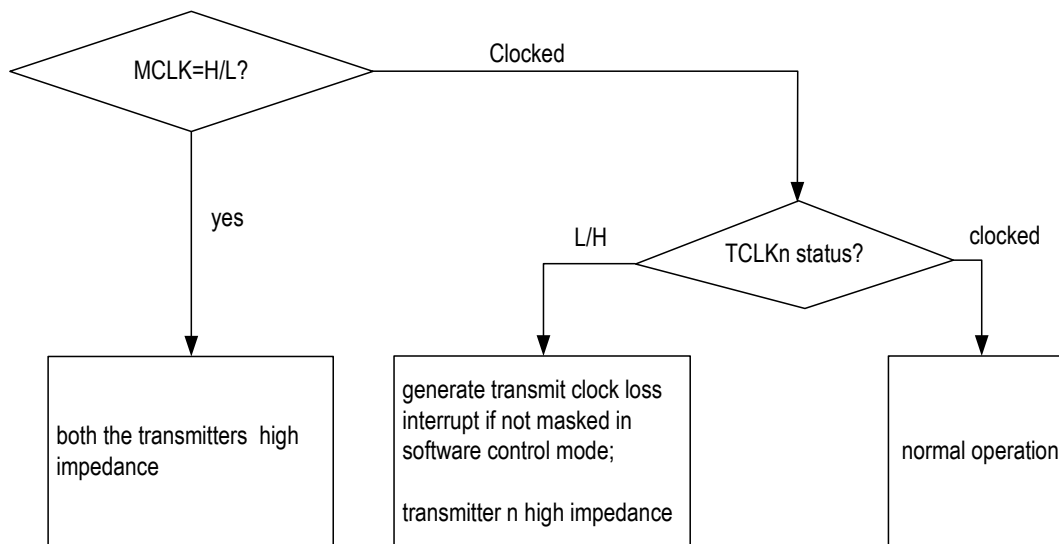 MCLK=H/L?
Clocked
yes
L/H
TCLKn status?
clocked
both the transmitters high
impedance
generate transmit clock loss
interrupt if not masked in
software control mode;
transmitter n high impedance
normal operation